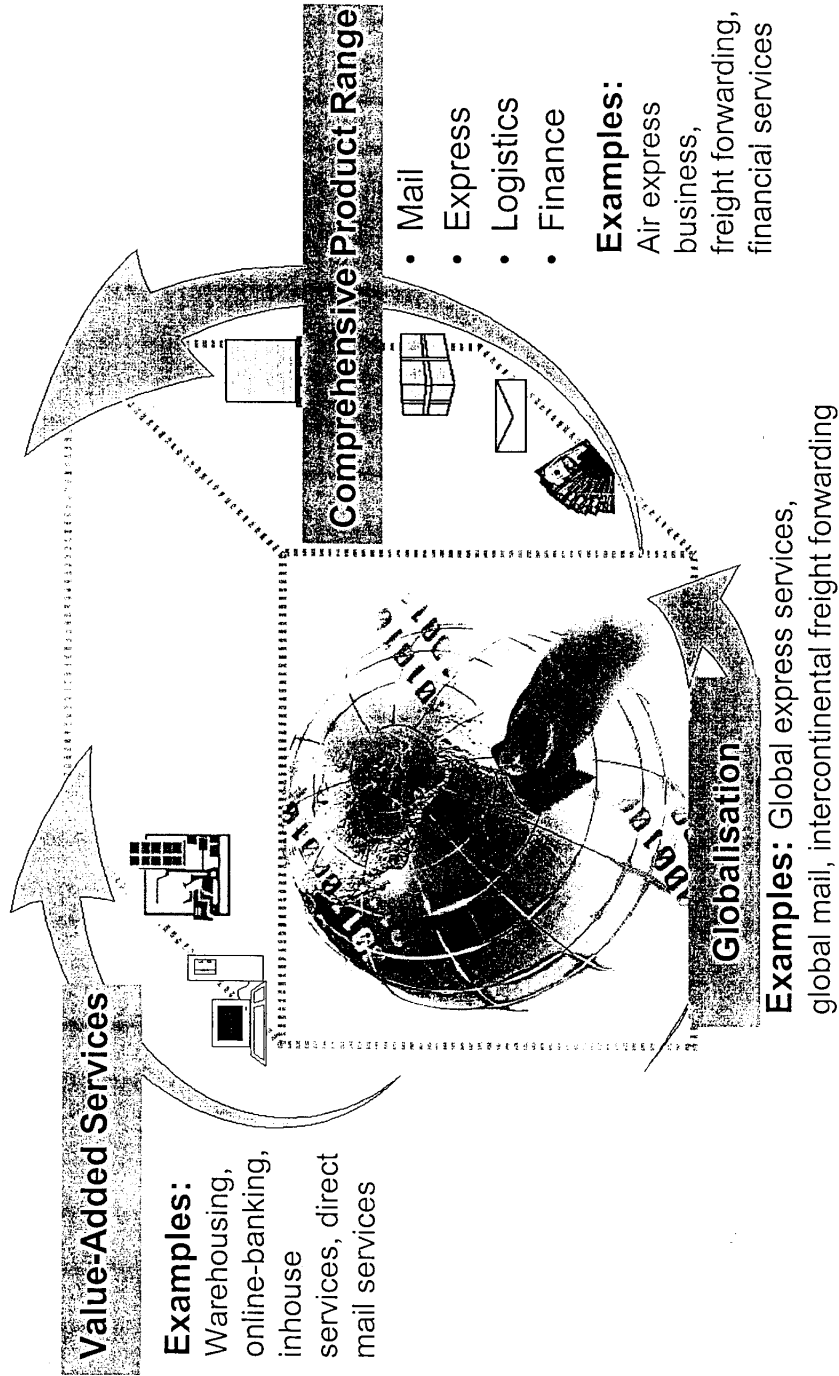 Value-Added Services
Examples:
Warehousing,
online-banking,
inhouse
services, direct
mail services
Comprehensive Product Range
• Mail
• Express
• Logistics
• Finance
Examples:
Air express
business,
freight forwarding,
financial services
Globalisation
Examples: Global express services,
global mail, intercontinental freight forwarding